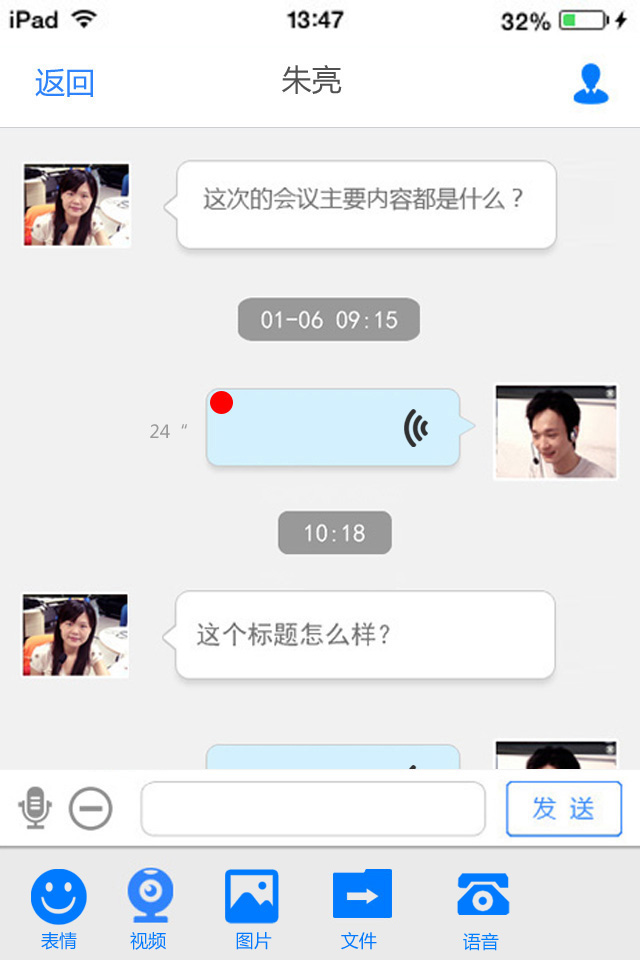 iPad 13:47 32%
返回 朱亮
这次的会议主要内容都是什么？
01-06 09:15
24 "
10:18
这个标题怎么样?
发 送
表情 视频 图片 文件 语音